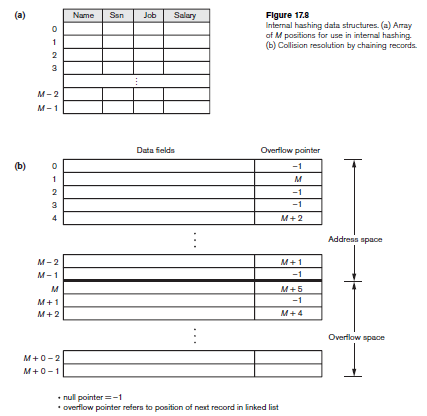 (a)
Name Ssn Job Salary
0
1
2
3
⋮
M – 2
M – 1
Figure 17.8
Internal hashing data structures. (a) Array
of M positions for use in internal hashing.
(b) Collision resolution by chaining records.
(b)
Data fields Overflow pointer
0 –1
1 M
2 –1
3 –1
4 M + 2
⋮
Address space
M – 2 M + 1
M – 1 –1
M M + 5
M + 1 –1
M + 2 M + 4
⋮
Overflow space
M + 0 – 2
M + 0 – 1
• null pointer = –1
• overflow pointer refers to position of next record in linked list